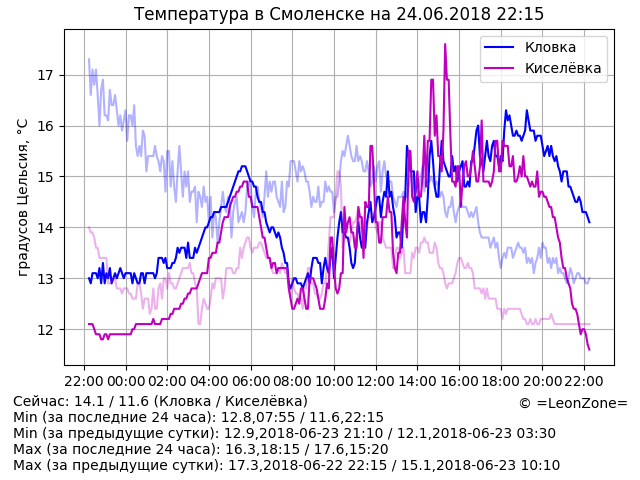 Температура в Смоленске на 24.06.2018 22:15
Кловка
Киселёвка
градусов Цельсия, °C
17
16
15
14
13
12
22:00 00:00 02:00 04:00 06:00 08:00 10:00 12:00 14:00 16:00 18:00 20:00 22:00
Сейчас: 14.1 / 11.6 (Кловка / Киселёвка)
© =LeonZone=
Min (за последние 24 часа): 12.8,07:55 / 11.6,22:15
Min (за предыдущие сутки): 12.9,2018-06-23 21:10 / 12.1,2018-06-23 03:30
Max (за последние 24 часа): 16.3,18:15 / 17.6,15:20
Max (за предыдущие сутки): 17.3,2018-06-22 22:15 / 15.1,2018-06-23 10:10